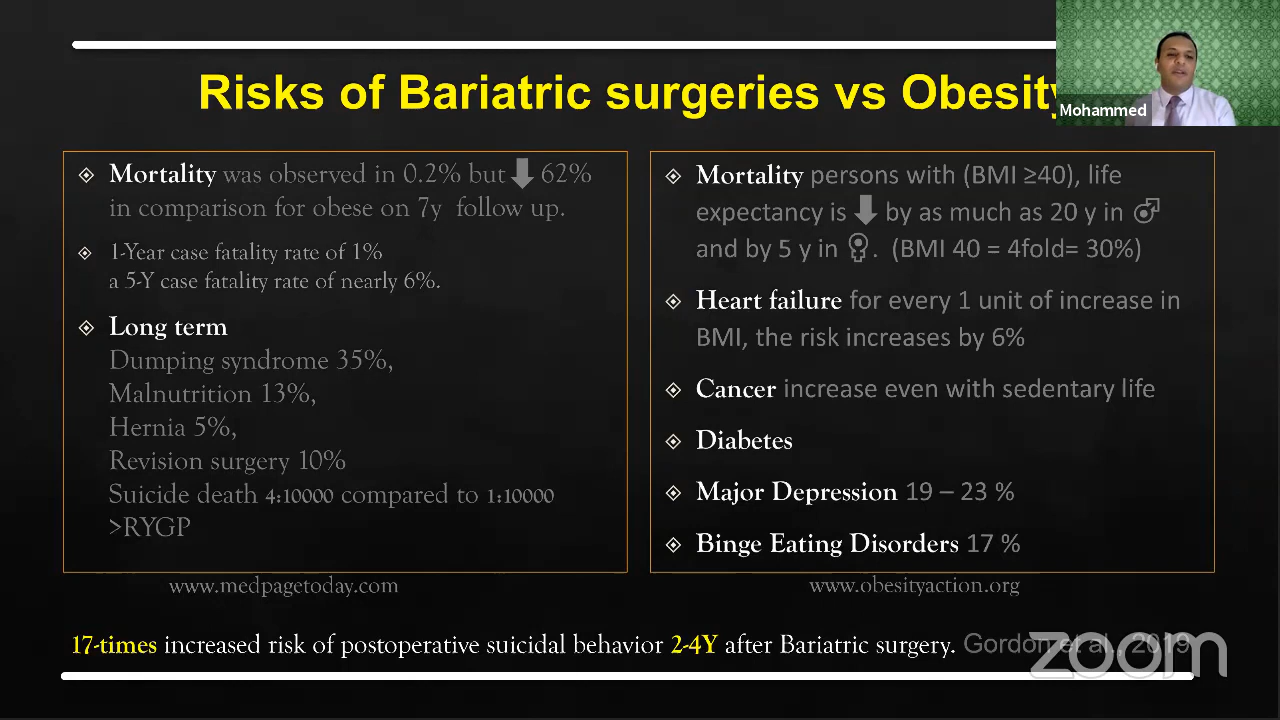 Risks of Bariatric surgeries vs Obesity
Mohammed
Mortality was observed in 0.2% but ⬇ 62%
in comparison for obese on 7y follow up.
1-Year case fatality rate of 1%
a 5-Y case fatality rate of nearly 6%.
Long term
Dumping syndrome 35%,
Malnutrition 13%,
Hernia 5%,
Revision surgery 10%
Suicide death 4:10000 compared to 1:10000
>RYGP
www.medpagetoday.com
Mortality persons with (BMI ≥40), life
expectancy is ⬇ by as much as 20 y in ♂
and by 5 y in ♀. (BMI 40 = 4fold= 30%)
Heart failure for every 1 unit of increase in
BMI, the risk increases by 6%
Cancer increase even with sedentary life
Diabetes
Major Depression 19 – 23 %
Binge Eating Disorders 17 %
www.obesityaction.org
17-times increased risk of postoperative suicidal behavior 2-4Y after Bariatric surgery. Gordon et al., 2019
zoom